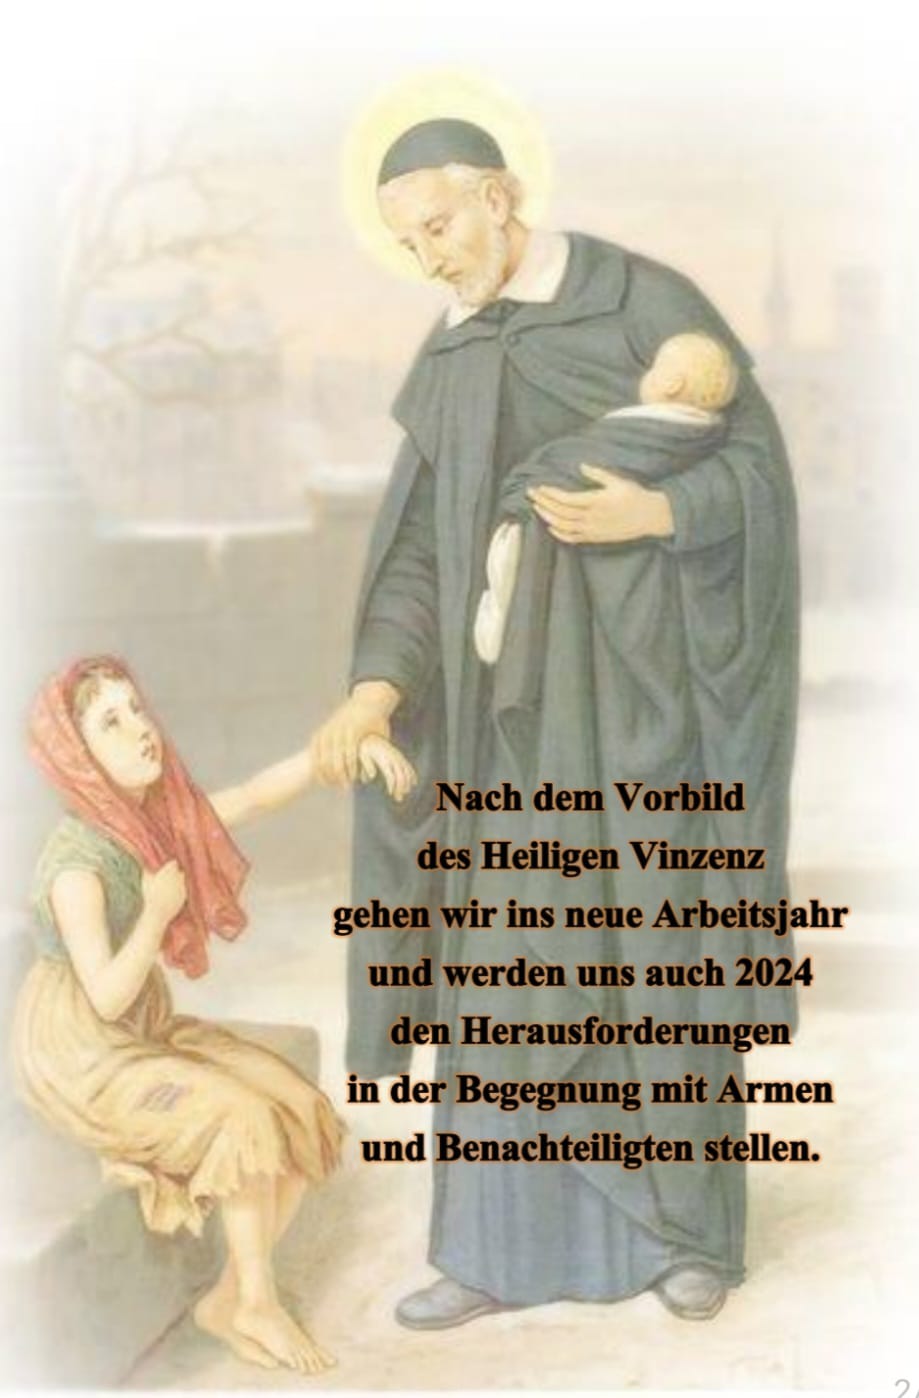 Nach dem Vorbild
des Heiligen Vinzenz
gehen wir ins neue Arbeitsjahr
und werden uns auch 2024
den Herausforderungen
in der Begegnung mit Armen
und Benachteiligten stellen.